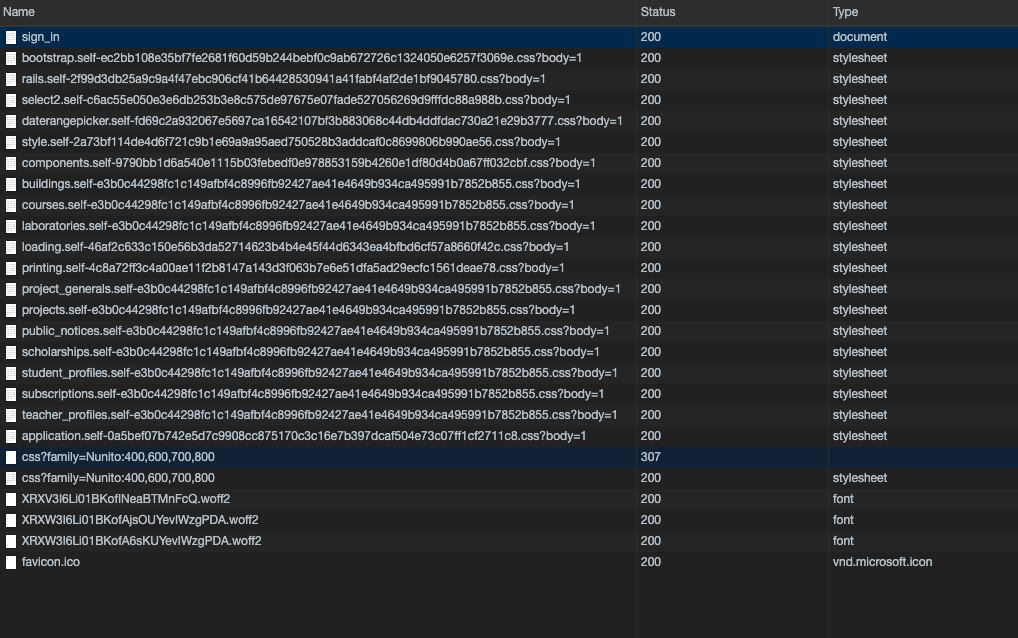 Name Status Type
sign_in 200 document
bootstrap.self-ec2bb108e35bf7fe2681f60d59b244bebf0c9ab672726c1324050e6257f3069e.css?body=1 200 stylesheet
rails.self-2f99d3db25a9c9a4f47ebc906cf41b64428530941a41fabf4af2de1bf9045780.css?body=1 200 stylesheet
select2.self-c6ac55e050e3e6db253b3e8c575de97675e07fade527056269d9fffdc88a988b.css?body=1 200 stylesheet
daterangepicker.self-fd69c2a932067e5697ca16542107bf3b883068c44db4ddfdac730a21e29b3777.css?body=1 200 stylesheet
style.self-2a73bf114de4d6f721c9b1e69a9a95aed750528b3addcaf0c8699806b990ae56.css?body=1 200 stylesheet
components.self-9790bb1d6a540e1115b03febedf0e978853159b4260e1df80d4b0a67ff032cbf.css?body=1 200 stylesheet
buildings.self-e3b0c44298fc1c149afbf4c8996fb92427ae41e4649b934ca495991b7852b855.css?body=1 200 stylesheet
courses.self-e3b0c44298fc1c149afbf4c8996fb92427ae41e4649b934ca495991b7852b855.css?body=1 200 stylesheet
laboratories.self-e3b0c44298fc1c149afbf4c8996fb92427ae41e4649b934ca495991b7852b855.css?body=1 200 stylesheet
loading.self-46af2c633c150e56b3da52714623b4b4e45f44d6343ea4bfbd6cf57a8660f42c.css?body=1 200 stylesheet
printing.self-4c8a72ff3c4a00ae11f2b8147a143d3f063b7e6e51dfa5ad29ecfc1561deae78.css?body=1 200 stylesheet
project_generals.self-e3b0c44298fc1c149afbf4c8996fb92427ae41e4649b934ca495991b7852b855.css?body=1 200 stylesheet
projects.self-e3b0c44298fc1c149afbf4c8996fb92427ae41e4649b934ca495991b7852b855.css?body=1 200 stylesheet
public_notices.self-e3b0c44298fc1c149afbf4c8996fb92427ae41e4649b934ca495991b7852b855.css?body=1 200 stylesheet
scholarships.self-e3b0c44298fc1c149afbf4c8996fb92427ae41e4649b934ca495991b7852b855.css?body=1 200 stylesheet
student_profiles.self-e3b0c44298fc1c149afbf4c8996fb92427ae41e4649b934ca495991b7852b855.css?body=1 200 stylesheet
subscriptions.self-e3b0c44298fc1c149afbf4c8996fb92427ae41e4649b934ca495991b7852b855.css?body=1 200 stylesheet
teacher_profiles.self-e3b0c44298fc1c149afbf4c8996fb92427ae41e4649b934ca495991b7852b855.css?body=1 200 stylesheet
application.self-0a5bef07b742e5d7c9908cc875170c3c16e7b397dcaf504e73c07ff1cf2711c8.css?body=1 200 stylesheet
css?family=Nunito:400,600,700,800 307
css?family=Nunito:400,600,700,800 200 stylesheet
XRXV3I6Li01BKofINeaBTMnFcQ.woff2 200 font
XRXW3I6Li01BKofAjsOUYevIWzgPDA.woff2 200 font
XRXW3I6Li01BKofA6sKUYevIWzgPDA.woff2 200 font
favicon.ico 200 vnd.microsoft.icon